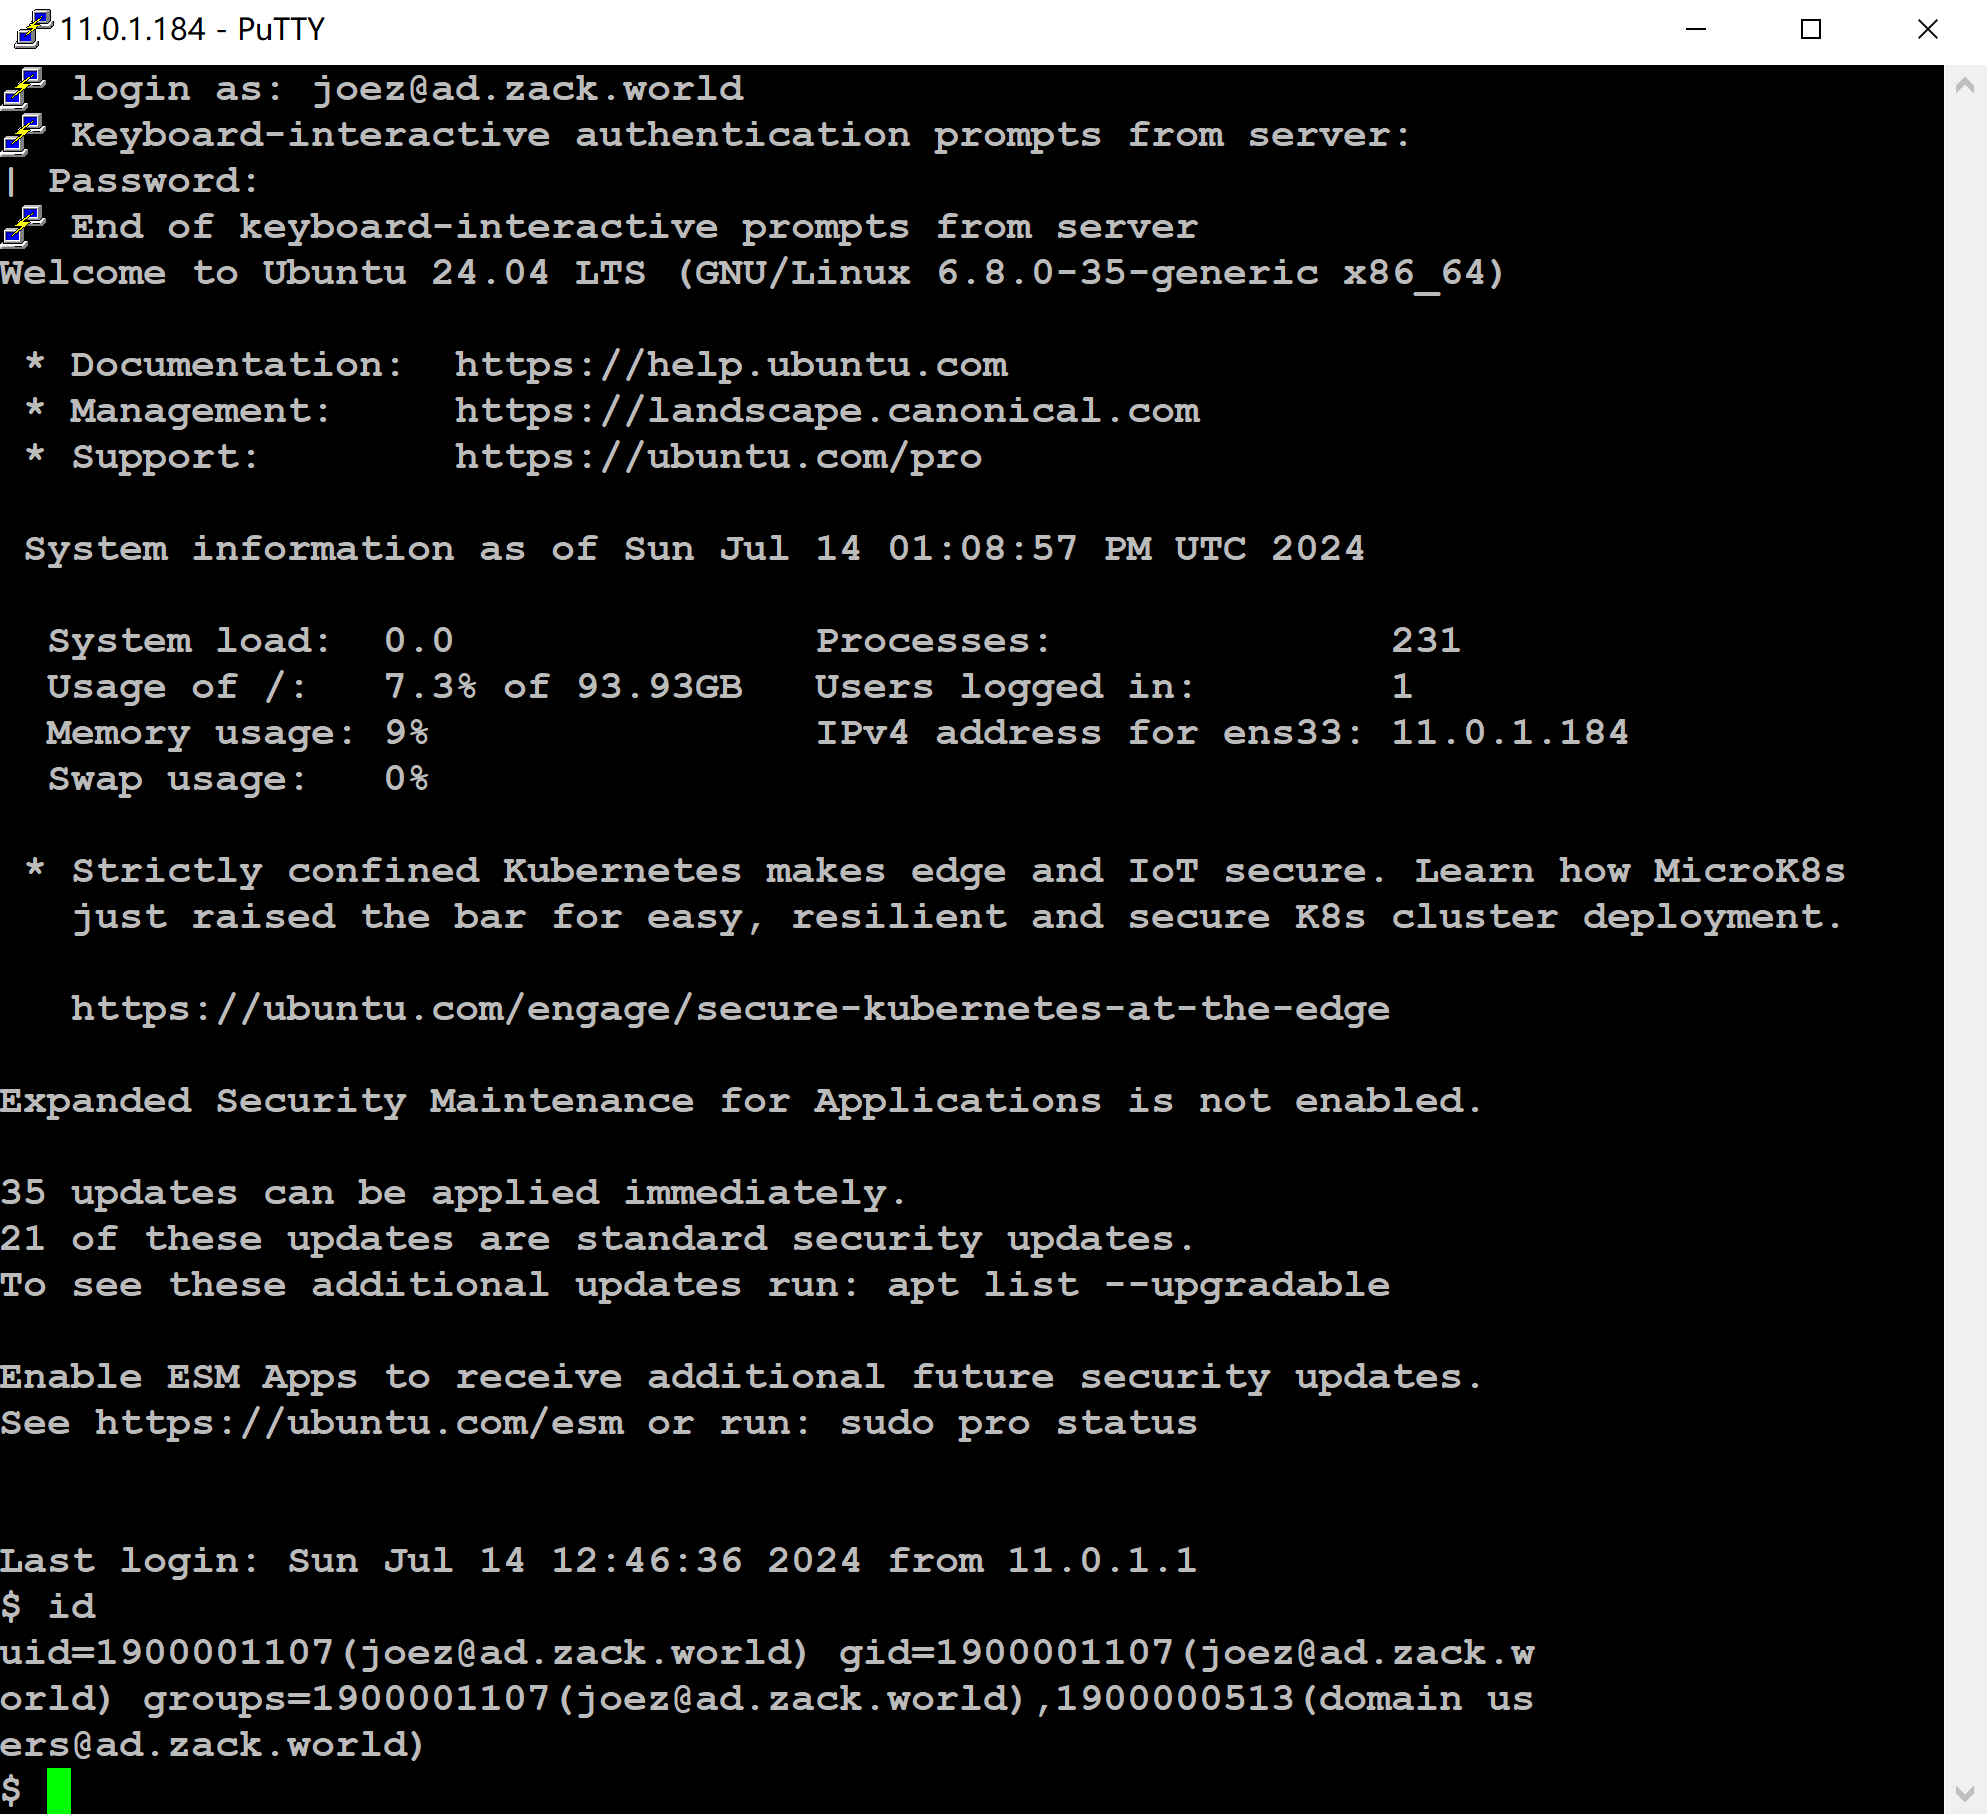 11.0.1.184 - PuTTY
login as: joez@ad.zack.world
Keyboard-interactive authentication prompts from server:
| Password:
End of keyboard-interactive prompts from server
Welcome to Ubuntu 24.04 LTS (GNU/Linux 6.8.0-35-generic x86_64)
* Documentation:  https://help.ubuntu.com
* Management:     https://landscape.canonical.com
* Support:        https://ubuntu.com/pro
System information as of Sun Jul 14 01:08:57 PM UTC 2024
System load:  0.0               Processes:              231
Usage of /:   7.3% of 93.93GB   Users logged in:        1
Memory usage: 9%                IPv4 address for ens33: 11.0.1.184
Swap usage:   0%
* Strictly confined Kubernetes makes edge and IoT secure. Learn how MicroK8s
just raised the bar for easy, resilient and secure K8s cluster deployment.
https://ubuntu.com/engage/secure-kubernetes-at-the-edge
Expanded Security Maintenance for Applications is not enabled.
35 updates can be applied immediately.
21 of these updates are standard security updates.
To see these additional updates run: apt list --upgradable
Enable ESM Apps to receive additional future security updates.
See https://ubuntu.com/esm or run: sudo pro status
Last login: Sun Jul 14 12:46:36 2024 from 11.0.1.1
$ id
uid=1900001107(joez@ad.zack.world) gid=1900001107(joez@ad.zack.w
orld) groups=1900001107(joez@ad.zack.world),1900000513(domain us
ers@ad.zack.world)
$